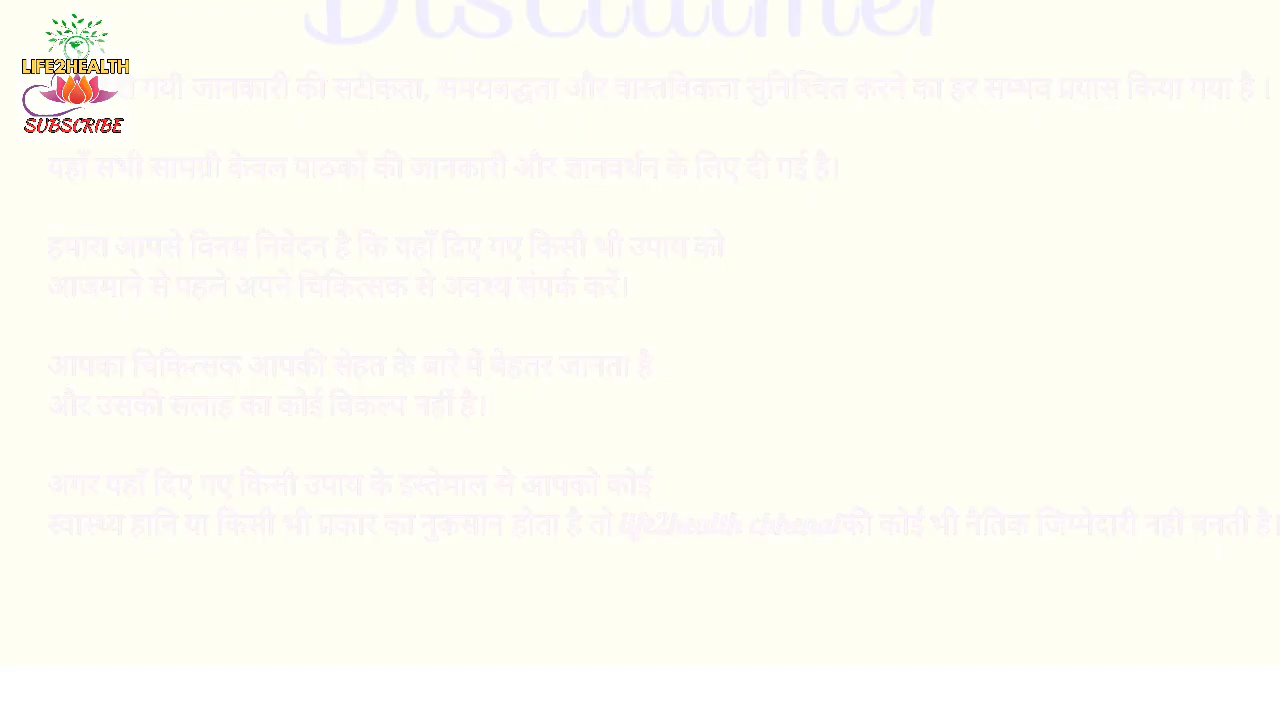 Disclaimer
LIFE2HEALTH
गयी जानकारी की सटीकता, समयबद्धता और वास्तविकता सुनिश्चित करने का हर सम्भव प्रयास किया गया है ।
SUBSCRIBE
यहाँ सभी सामग्री केवल पाठकों की जानकारी और ज्ञानवर्धन के लिए दी गई है।
हमारा आपसे विनम्र निवेदन है कि यहाँ दिए गए किसी भी उपाय को
आजमाने से पहले अपने चिकित्सक से अवश्य संपर्क करें।
आपका चिकित्सक आपकी सेहत के बारे में बेहतर जानता है
और उसकी सलाह का कोई विकल्प नहीं है।
अगर यहाँ दिए गए किसी उपाय के इस्तेमाल से आपको कोई
स्वास्थ्य हानि या किसी भी प्रकार का नुकसान होता है तो life2health chhenal की कोई भी नैतिक जिम्मेदारी नहीं बनती है।